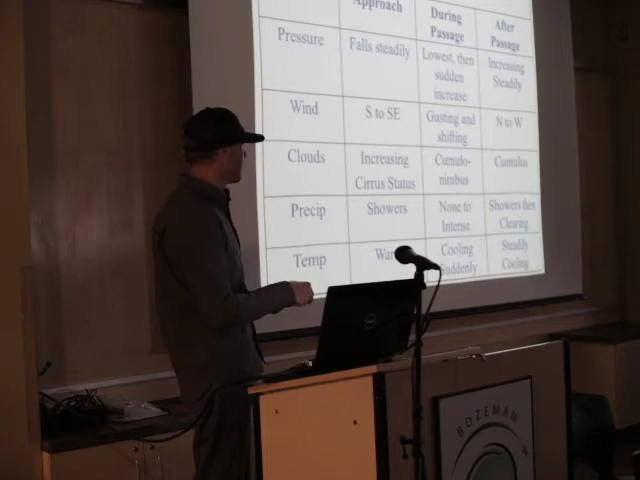 Approach
During
Passage
After
Passage
Pressure
Falls steadily
Lowest, then
sudden
increase
Increasing
Steadily
Wind
S to SE
Gusting and
shifting
N to W
Clouds
Increasing
Cirrus Status
Cumulo-
nimbus
Cumulus
Precip
Showers
None to
Intense
Showers then
Clearing
Temp
Cooling
Suddenly
Steady
Cooling
DELL
BOZEMAN